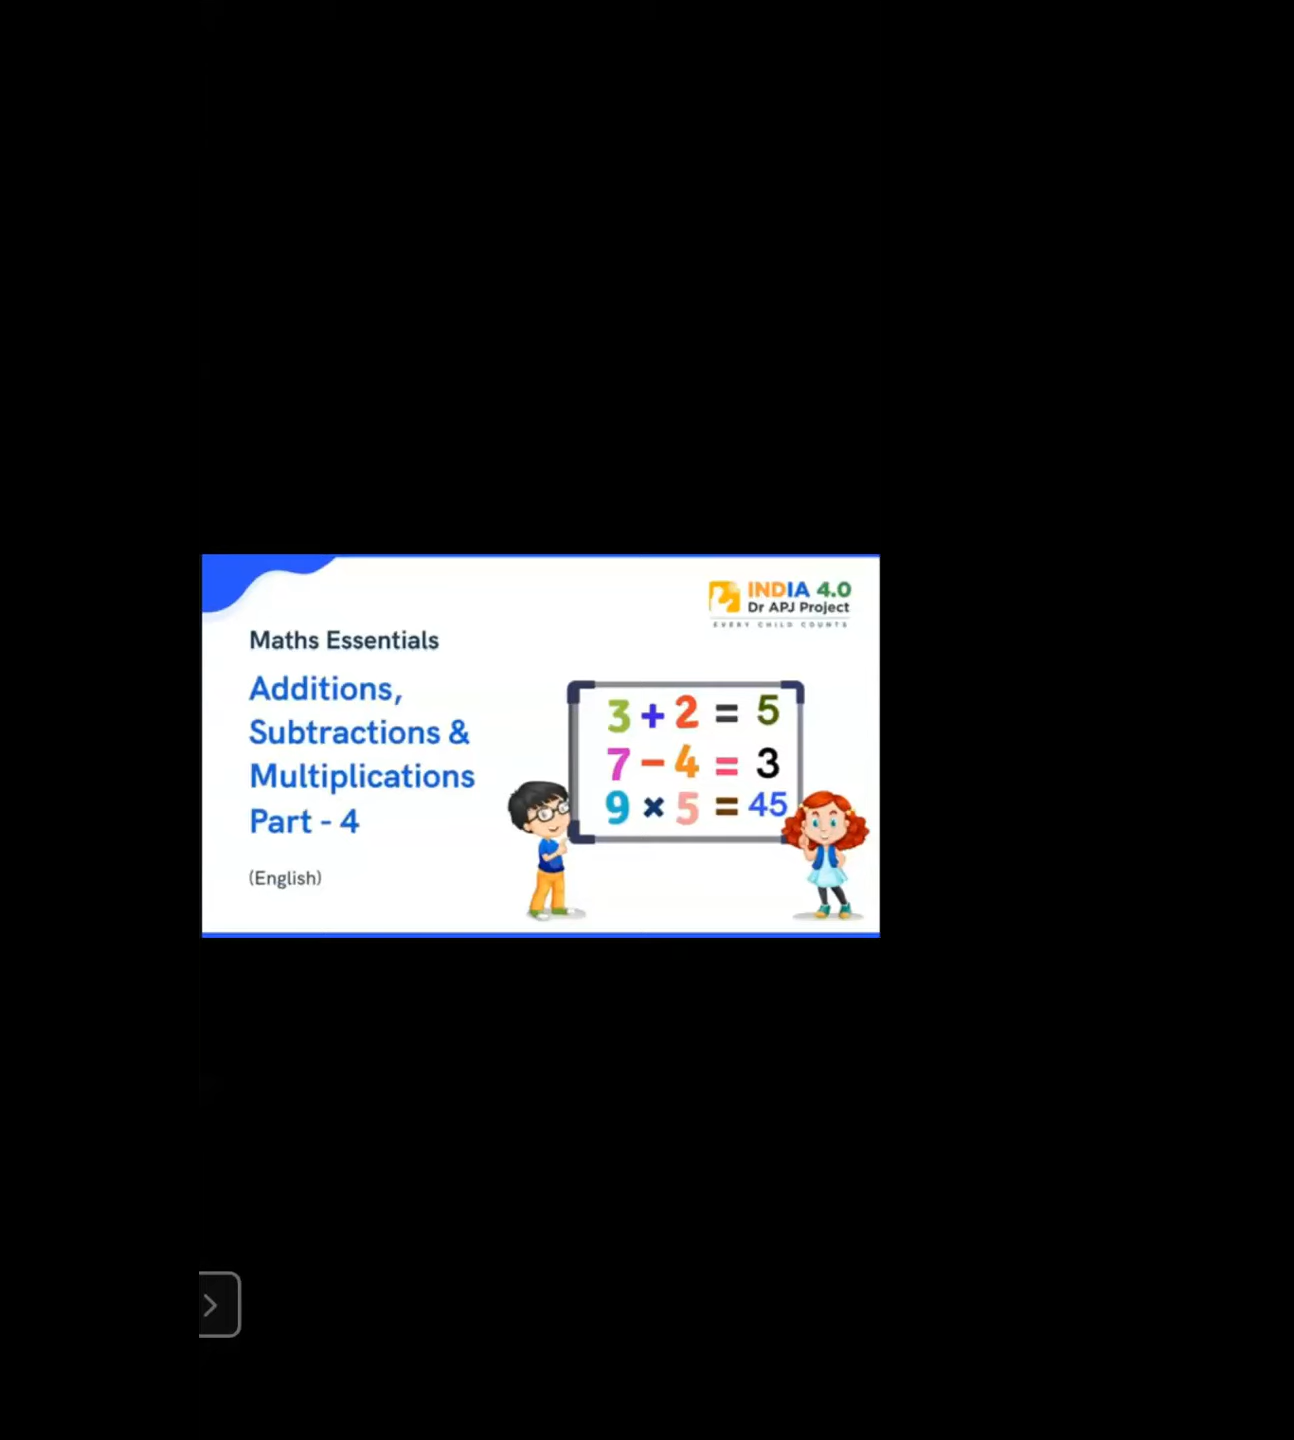 INDIA 4.0
Dr APJ Project
EVERY CHILD COUNTS
Maths Essentials
Additions,
Subtractions &
Multiplications
Part - 4
(English)
3 + 2 = 5
7 - 4 = 3
9 × 5 = 45